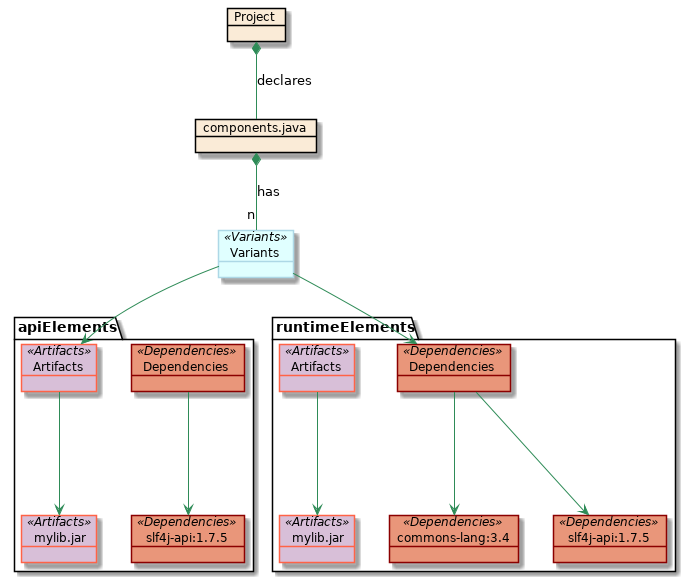 Project
declares
components.java
has
n
«Variants»
Variants
apiElements
runtimeElements
«Artifacts»
Artifacts
«Dependencies»
Dependencies
«Artifacts»
Artifacts
«Dependencies»
Dependencies
«Artifacts»
mylib.jar
«Dependencies»
slf4j-api:1.7.5
«Artifacts»
mylib.jar
«Dependencies»
commons-lang:3.4
«Dependencies»
slf4j-api:1.7.5